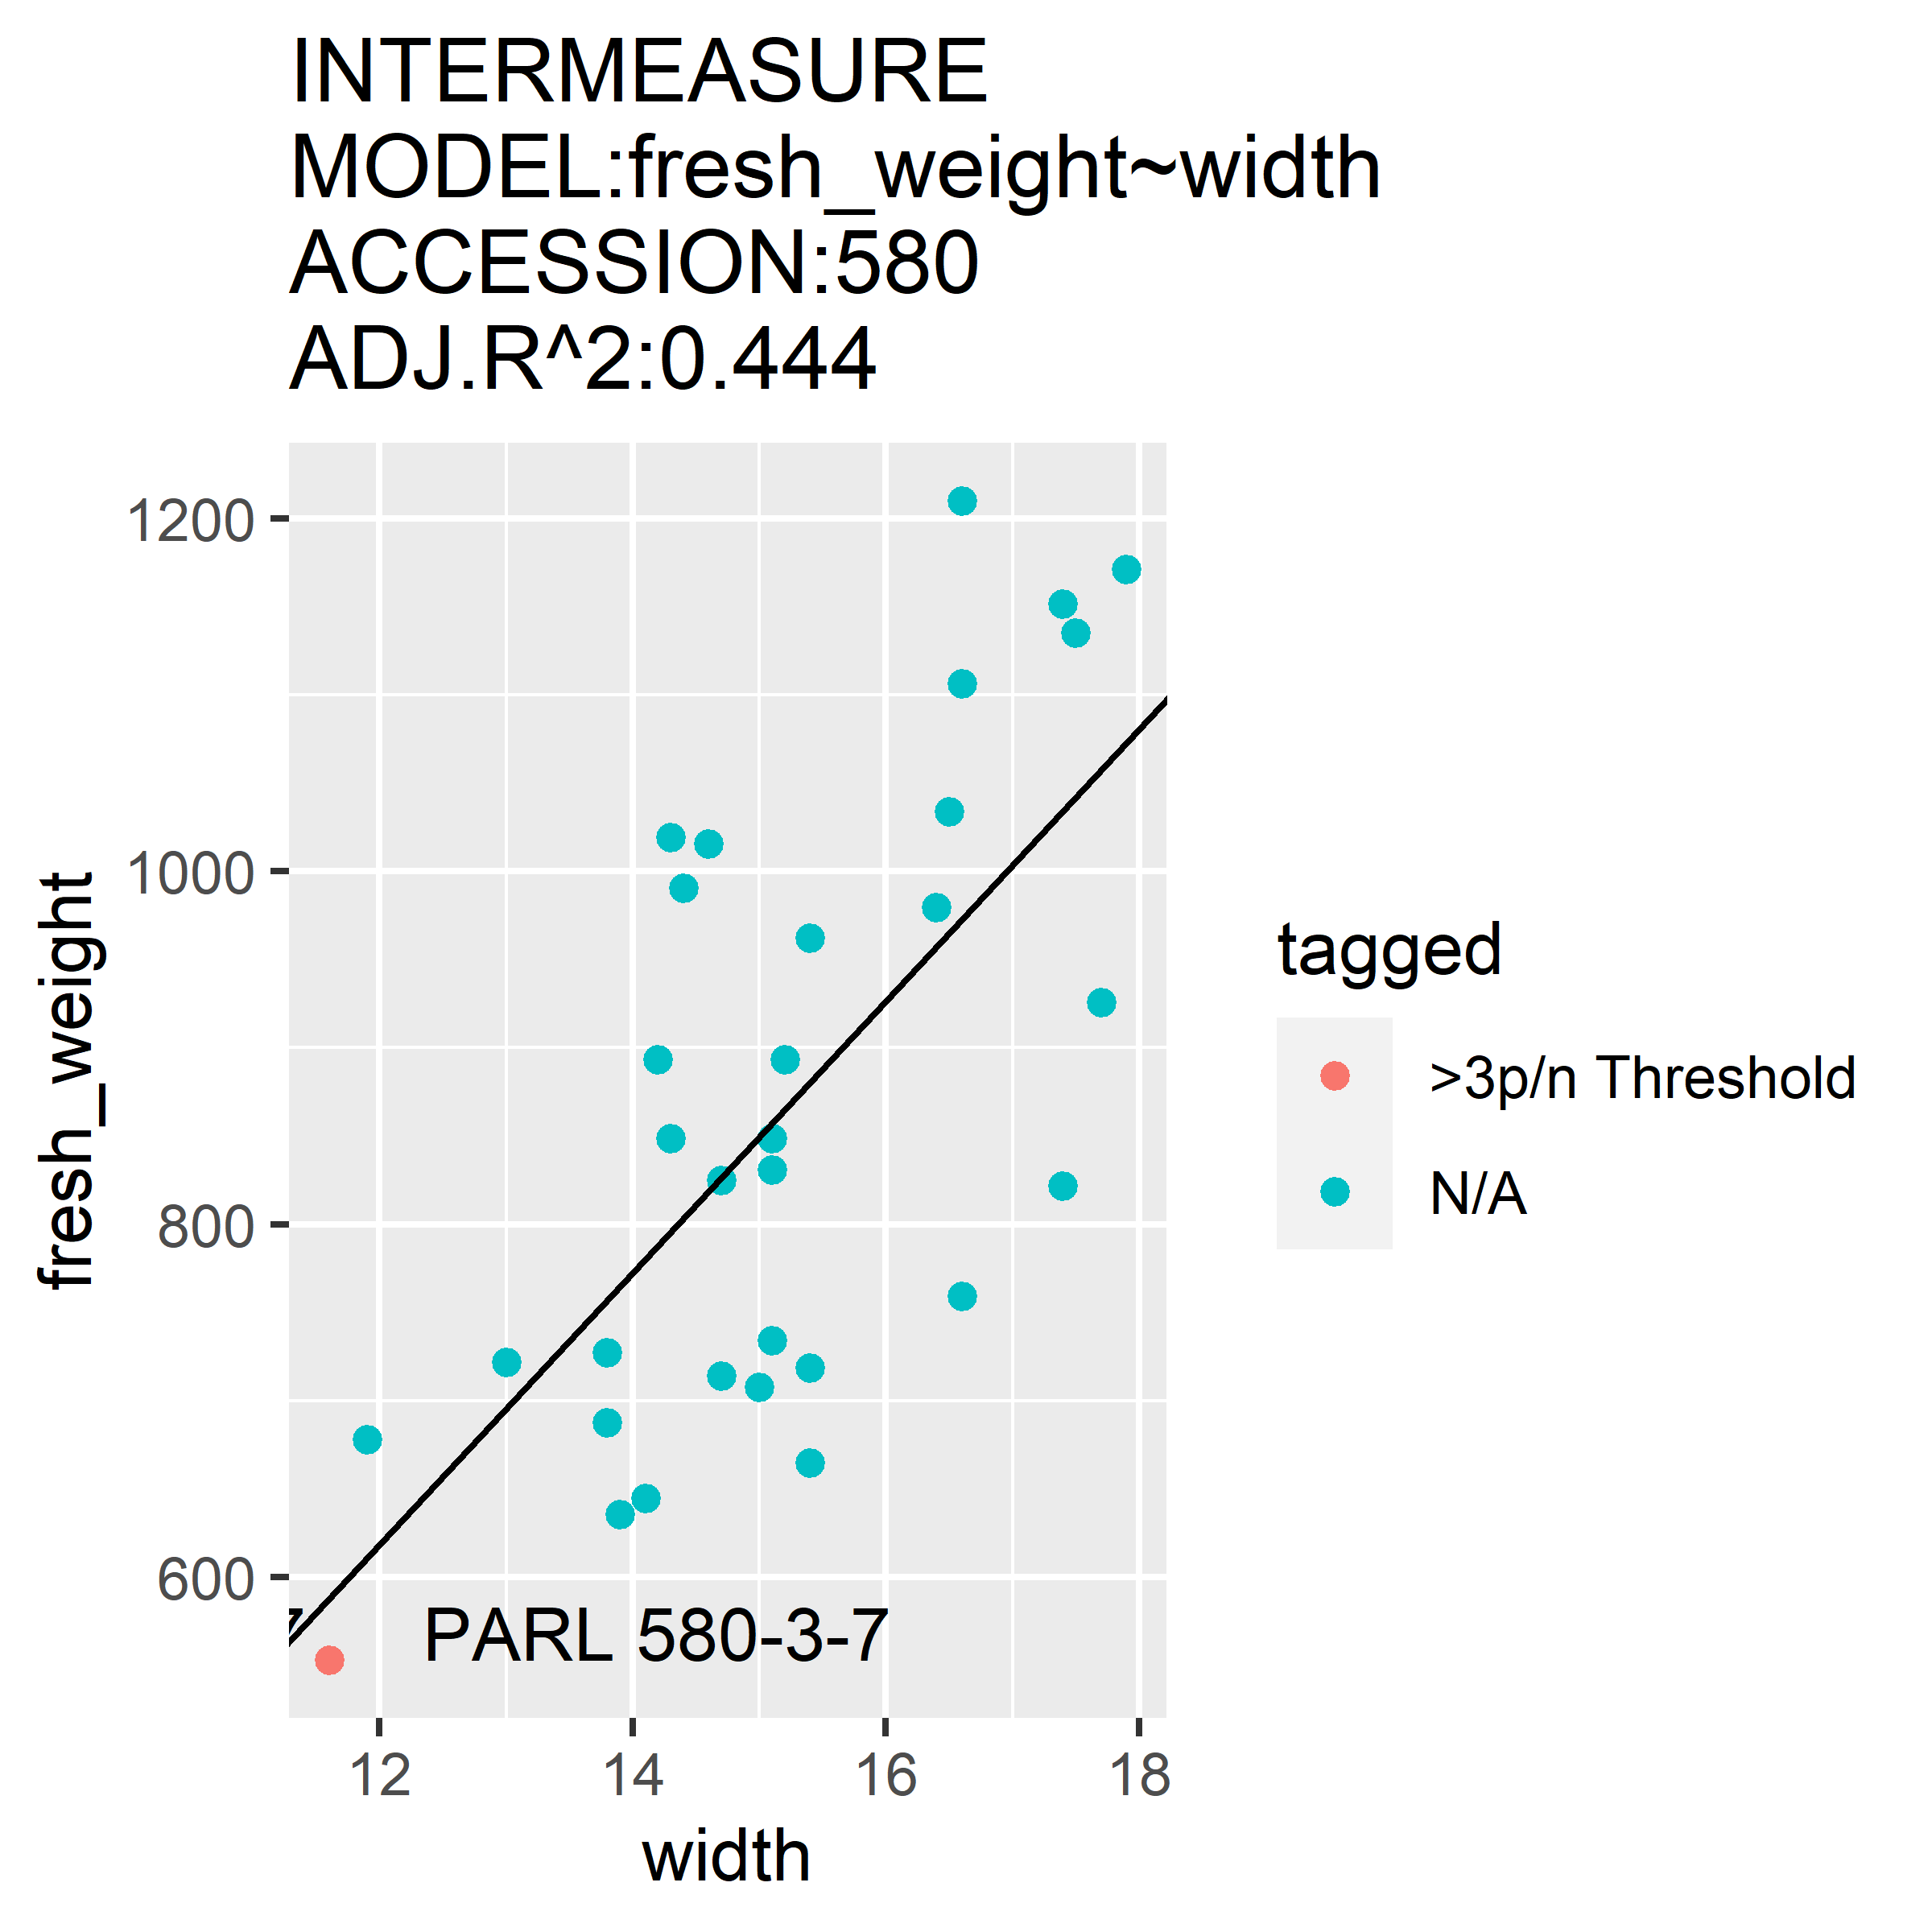 INTERMEASURE
MODEL:fresh_weight~width
ACCESSION:580
ADJ.R^2:0.444
1200
1000
800
600
fresh_weight
7
PARL 580-3-7
12 14 16 18
width
tagged
>3p/n Threshold
N/A